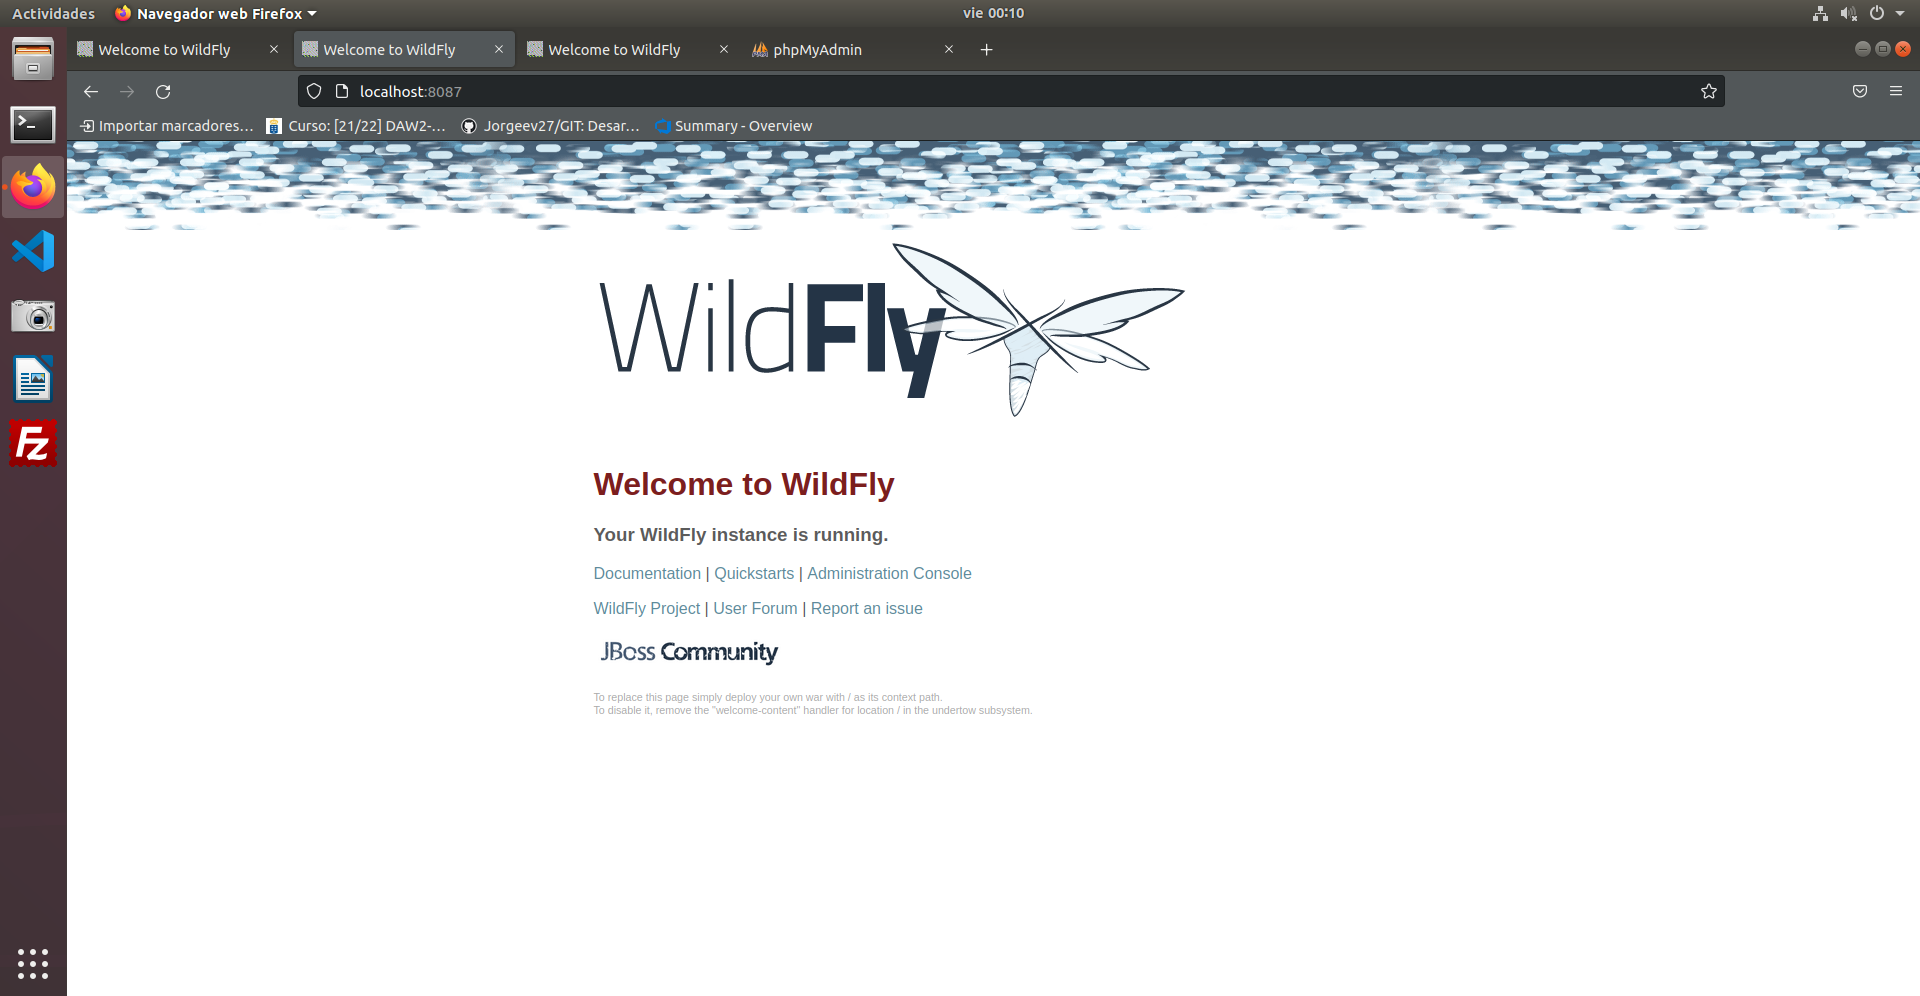 Actividades
Navegador web Firefox
vie 00:10
Welcome to WildFly
Welcome to WildFly
Welcome to WildFly
phpMyAdmin
localhost:8087
Importar marcadores…
Curso: [21/22] DAW2-…
Jorgeev27/GIT: Desar…
Summary - Overview
WildFly
Welcome to WildFly
Your WildFly instance is running.
Documentation | Quickstarts | Administration Console
WildFly Project | User Forum | Report an issue
JBoss Community
To replace this page simply deploy your own war with / as its context path.
To disable it, remove the "welcome-content" handler for location / in the undertow subsystem.
Fz